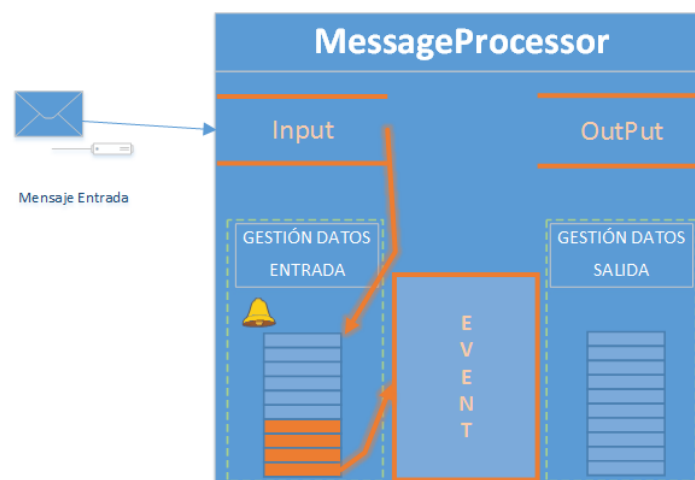 MessageProcessor
Input
OutPut
Mensaje Entrada
GESTIÓN DATOS
ENTRADA
GESTIÓN DATOS
SALIDA
E
V
E
N
T